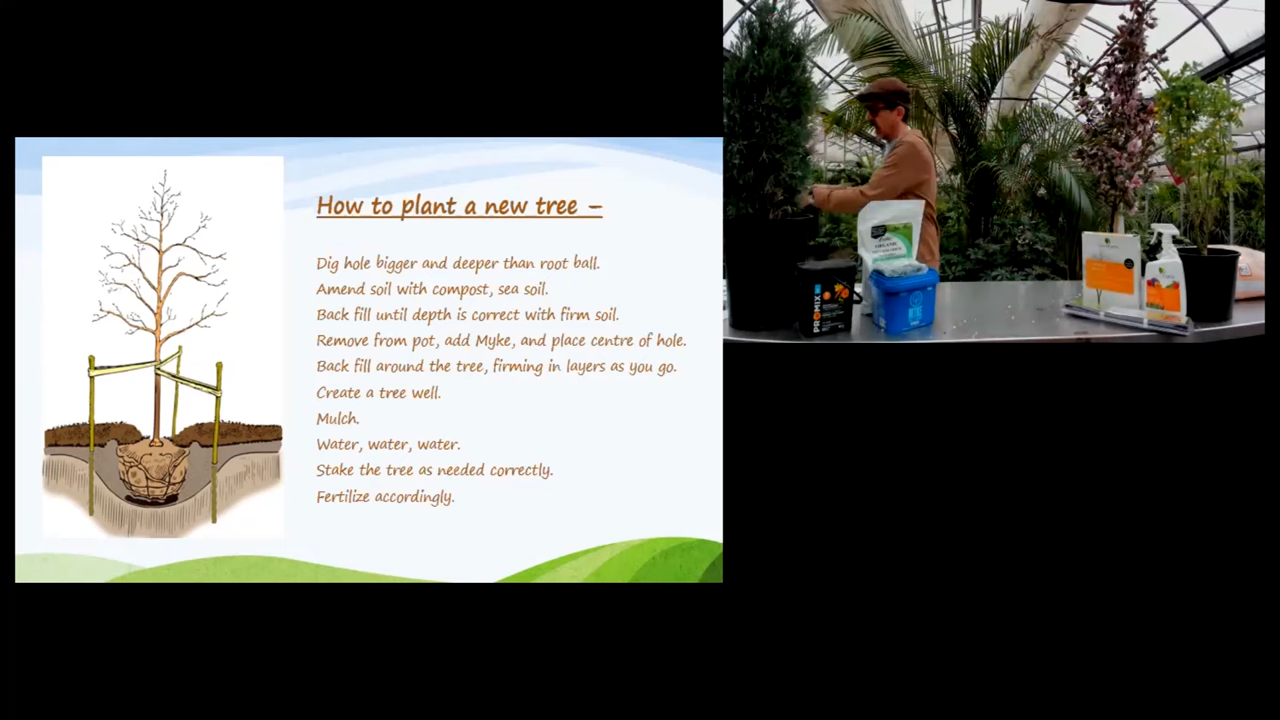 How to plant a new tree –
Dig hole bigger and deeper than root ball.
Amend soil with compost, sea soil.
Back fill until depth is correct with firm soil.
Remove from pot, add Myke, and place centre of hole.
Back fill around the tree, firming in layers as you go.
Create a tree well.
Mulch.
Water, water, water.
Stake the tree as needed correctly.
Fertilize accordingly.
ORGANIC
PROMIX
MYKE